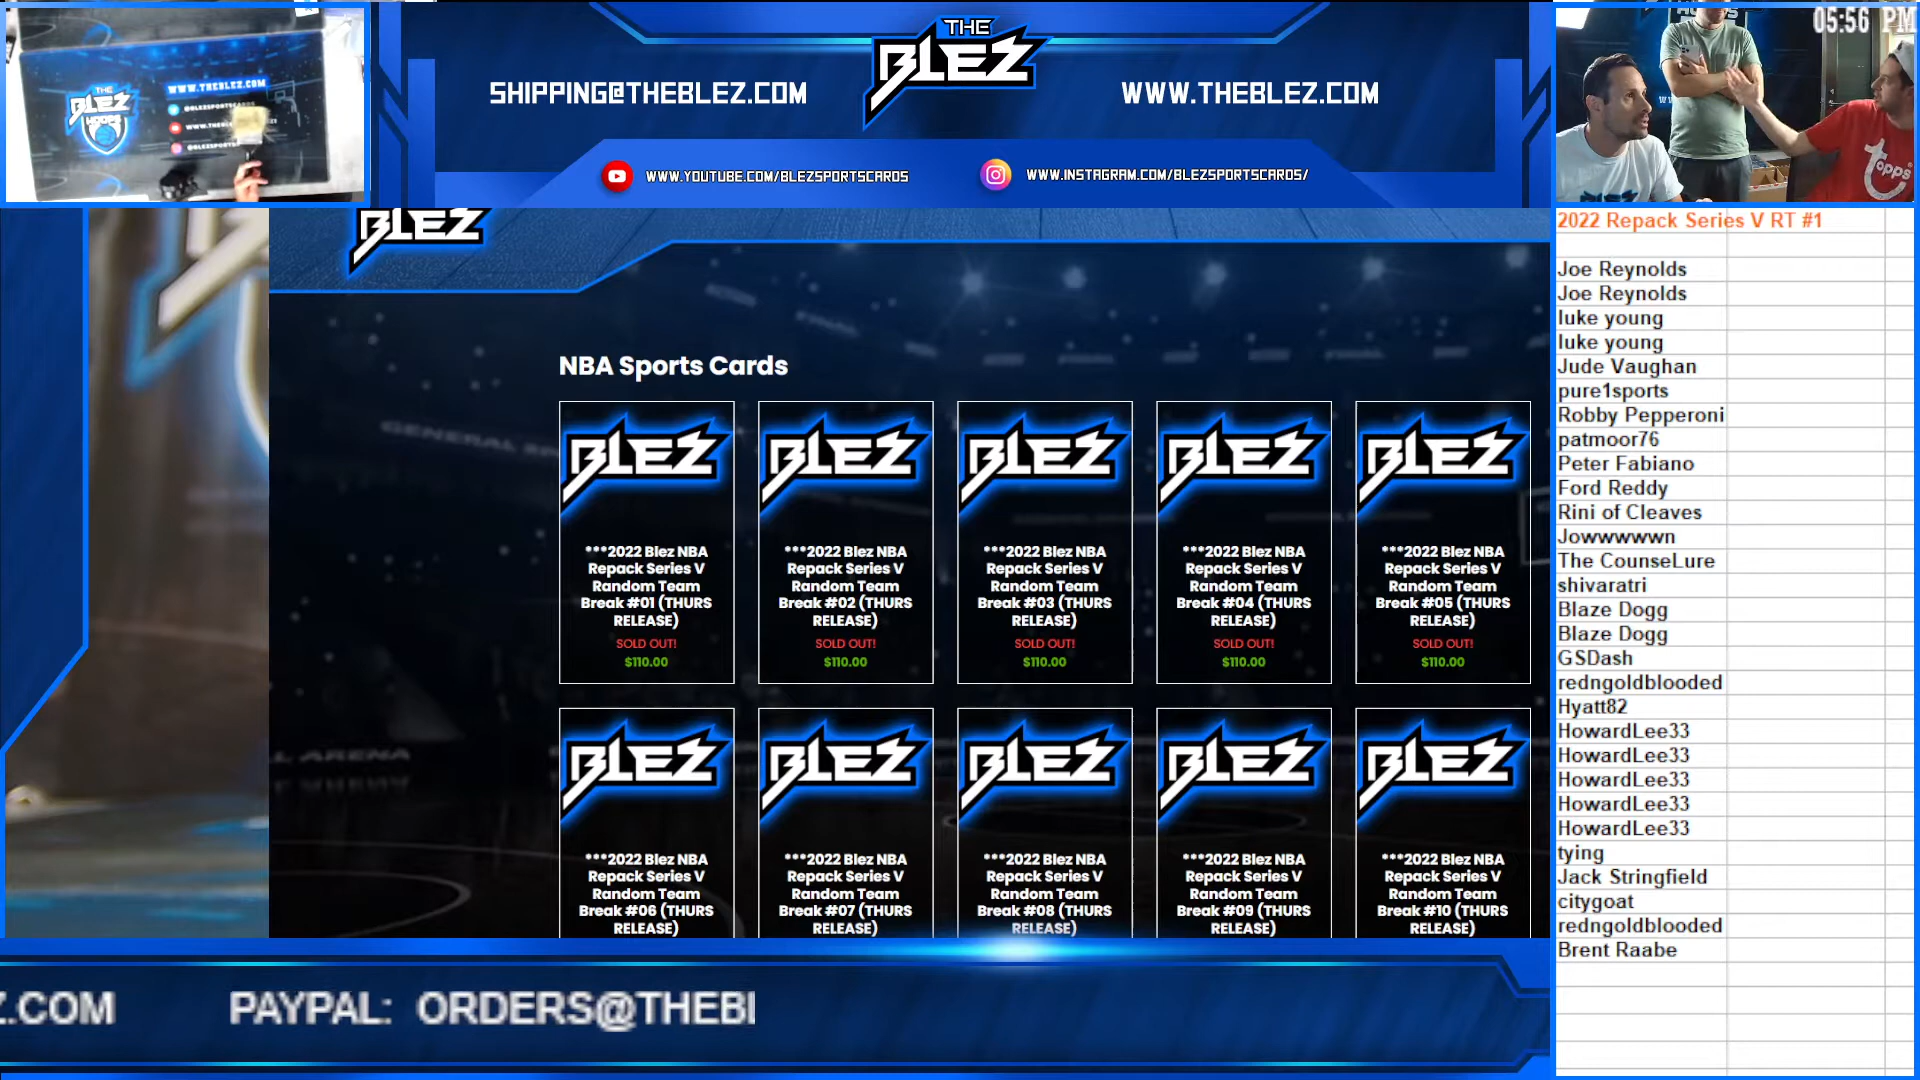 THE
BLEZ
HOOPS
WWW.THEBLEZ.COM
THE
BLEZ
SHIPPING@THEBLEZ.COM
WWW.THEBLEZ.COM
WWW.YOUTUBE.COM/BLEZSPORTSCARDS
WWW.INSTAGRAM.COM/BLEZSPORTSCARDS/
05:56 PM
topps
BLEZ
NBA Sports Cards
BLEZ
***2022 Blez NBA
Repack Series V
Random Team
Break #01 (THURS
RELEASE)
SOLD OUT!
$110.00
BLEZ
***2022 Blez NBA
Repack Series V
Random Team
Break #02 (THURS
RELEASE)
SOLD OUT!
$110.00
BLEZ
***2022 Blez NBA
Repack Series V
Random Team
Break #03 (THURS
RELEASE)
SOLD OUT!
$110.00
BLEZ
***2022 Blez NBA
Repack Series V
Random Team
Break #04 (THURS
RELEASE)
SOLD OUT!
$110.00
BLEZ
***2022 Blez NBA
Repack Series V
Random Team
Break #05 (THURS
RELEASE)
SOLD OUT!
$110.00
BLEZ
***2022 Blez NBA
Repack Series V
Random Team
Break #06 (THURS
RELEASE)
BLEZ
***2022 Blez NBA
Repack Series V
Random Team
Break #07 (THURS
RELEASE)
BLEZ
***2022 Blez NBA
Repack Series V
Random Team
Break #08 (THURS
RELEASE)
BLEZ
***2022 Blez NBA
Repack Series V
Random Team
Break #09 (THURS
RELEASE)
BLEZ
***2022 Blez NBA
Repack Series V
Random Team
Break #10 (THURS
RELEASE)
2022 Repack Series V RT #1
Joe Reynolds
Joe Reynolds
luke young
luke young
Jude Vaughan
pure1sports
Robby Pepperoni
patmoor76
Peter Fabiano
Ford Reddy
Rini of Cleaves
Jowwwwwn
The CounseLure
shivaratri
Blaze Dogg
Blaze Dogg
GSDash
redngoldblooded
Hyatt82
HowardLee33
HowardLee33
HowardLee33
HowardLee33
HowardLee33
tying
Jack Stringfield
citygoat
redngoldblooded
Brent Raabe
Z.COM PAYPAL: ORDERS@THEBL